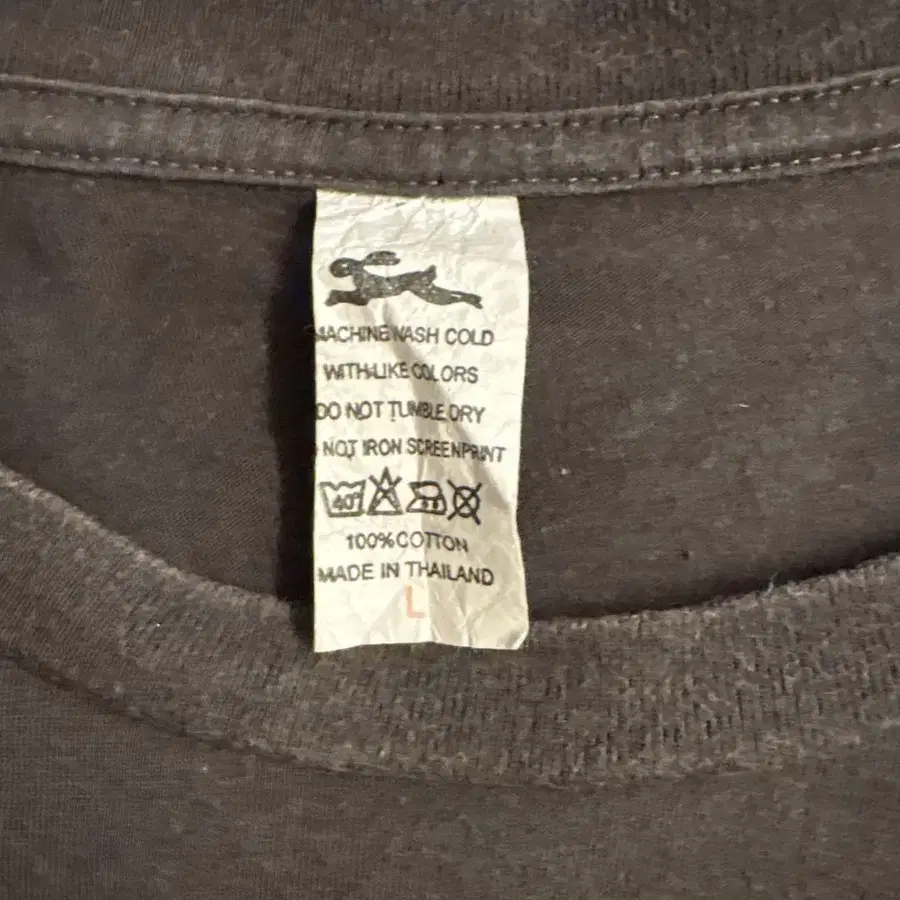 MACHINE WASH COLD
WITH LIKE COLORS
DO NOT TUMBLE DRY
NOT IRON SCREENPRINT
40°
100% COTTON
MADE IN THAILAND
L